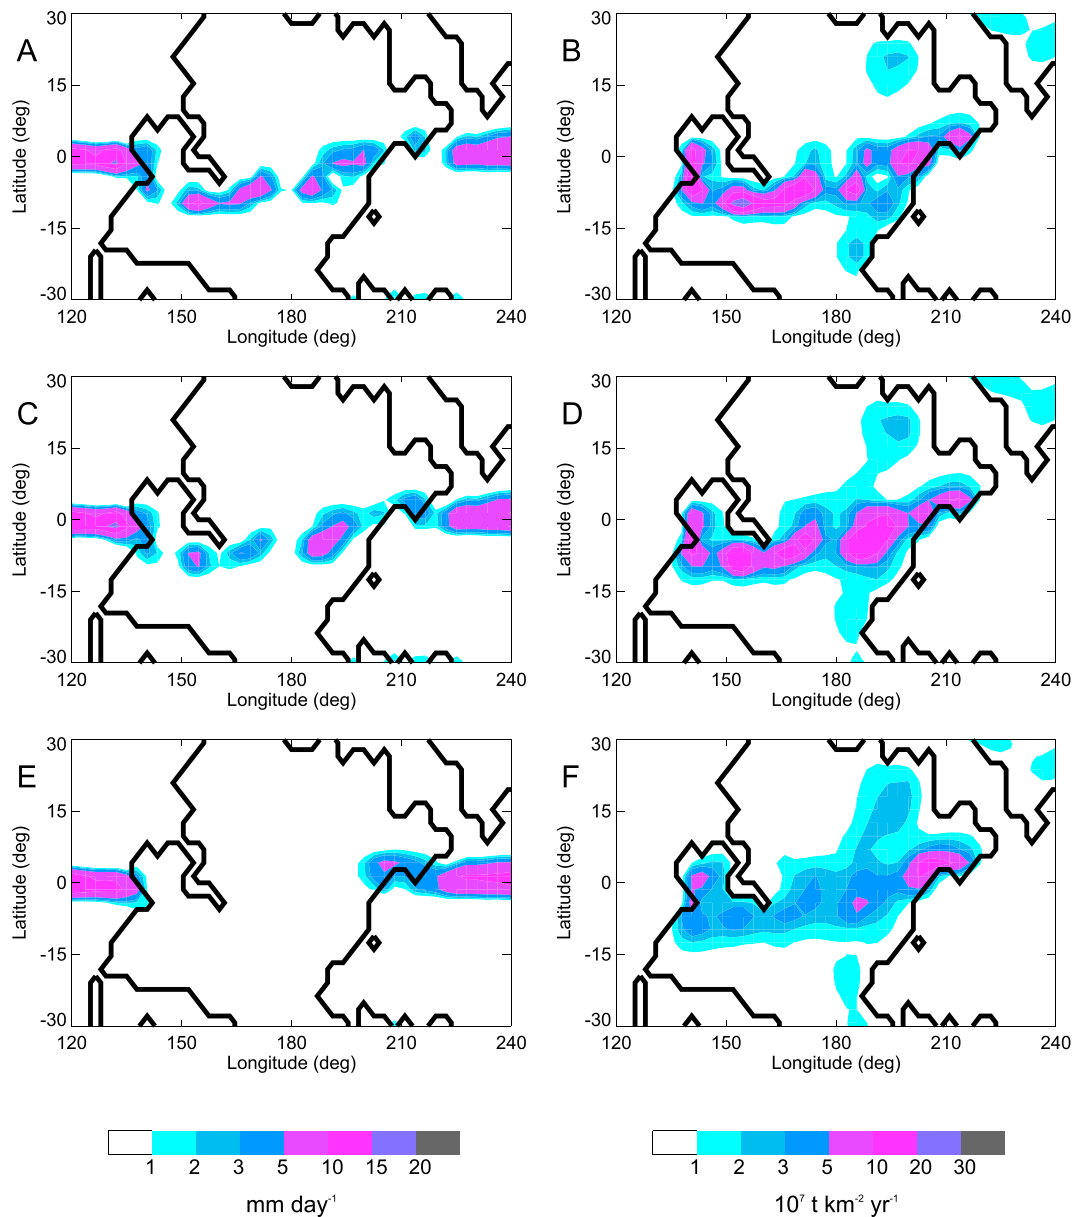 A
B
30
15
0
-15
-30
Latitude (deg)
120 150 180 210 240
Longitude (deg)
30
15
0
-15
-30
Latitude (deg)
120 150 180 210 240
Longitude (deg)
C
D
30
15
0
-15
-30
Latitude (deg)
120 150 180 210 240
Longitude (deg)
30
15
0
-15
-30
Latitude (deg)
120 150 180 210 240
Longitude (deg)
E
F
30
15
0
-15
-30
Latitude (deg)
120 150 180 210 240
Longitude (deg)
30
15
0
-15
-30
Latitude (deg)
120 150 180 210 240
Longitude (deg)
1 2 3 5 10 15 20
mm day⁻¹
1 2 3 5 10 20 30
10⁷ t km⁻² yr⁻¹